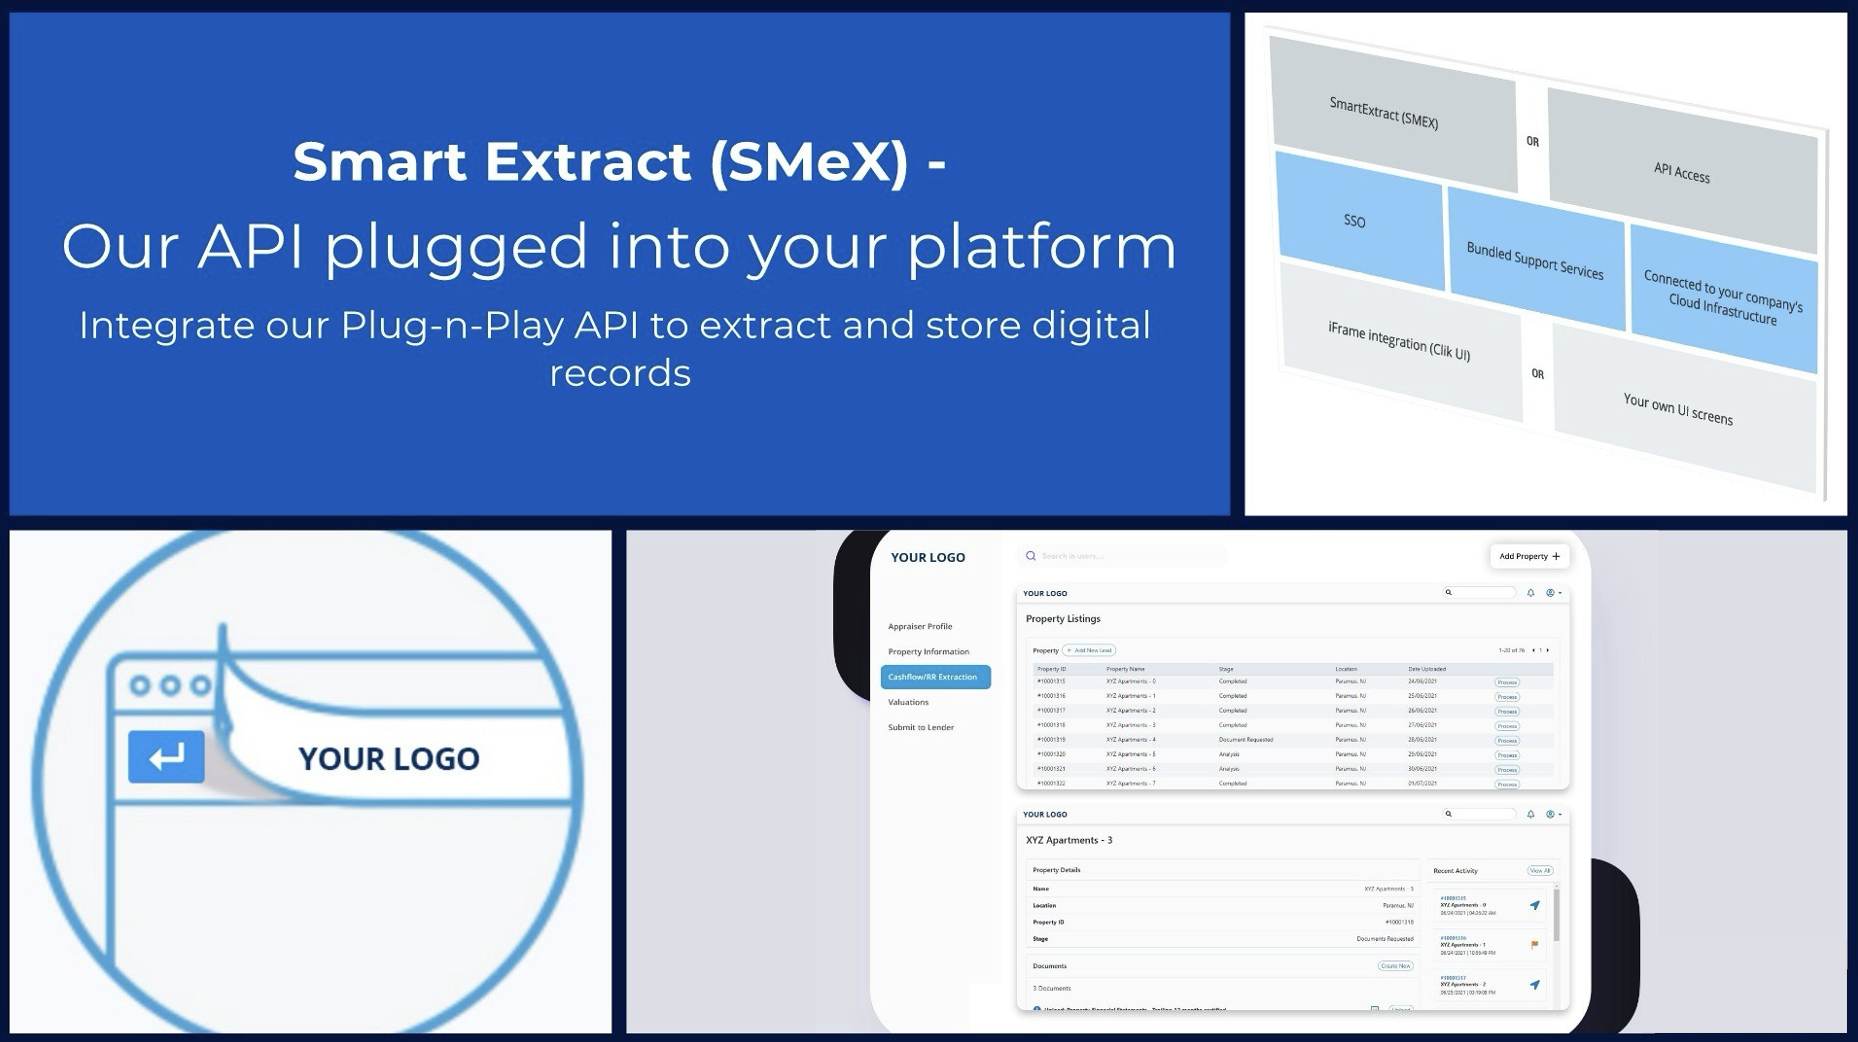 Smart Extract (SMeX) -
Our API plugged into your platform
Integrate our Plug-n-Play API to extract and store digital
records
SmartExtract (SMEX)
OR
API Access
SSO
Bundled Support Services
Connected to your company's
Cloud Infrastructure
iFrame integration (Clik UI)
OR
Your own UI screens
YOUR LOGO
YOUR LOGO
Search in users...
Add Property +
Appraiser Profile
Property Information
Cashflow/RR Extraction
Valuations
Submit to Lender
YOUR LOGO
Property Listings
Property + Add New Lead 1-20 of 76 1
Property ID Property Name Stage Location Date Uploaded
#10001315 XYZ Apartments - 0 Completed Paramus, NJ 24/06/2021 Process
#10001316 XYZ Apartments - 1 Completed Paramus, NJ 25/06/2021 Process
#10001317 XYZ Apartments - 2 Completed Paramus, NJ 26/06/2021 Process
#10001318 XYZ Apartments - 3 Completed Paramus, NJ 27/06/2021 Process
#10001319 XYZ Apartments - 4 Document Requested Paramus, NJ 28/06/2021 Process
#10001320 XYZ Apartments - 5 Analysis Paramus, NJ 29/06/2021 Process
#10001321 XYZ Apartments - 6 Analysis Paramus, NJ 30/06/2021 Process
#10001322 XYZ Apartments - 7 Completed Paramus, NJ 01/07/2021 Process
YOUR LOGO
XYZ Apartments - 3
Property Details
Name XYZ Apartments - 3
Location Paramus, NJ
Property ID #10001318
Stage Documents Requested
Documents Create New
3 Documents
Recent Activity View All
#10001315
XYZ Apartments - 0
#10001316
XYZ Apartments - 1
#10001317
XYZ Apartments - 2